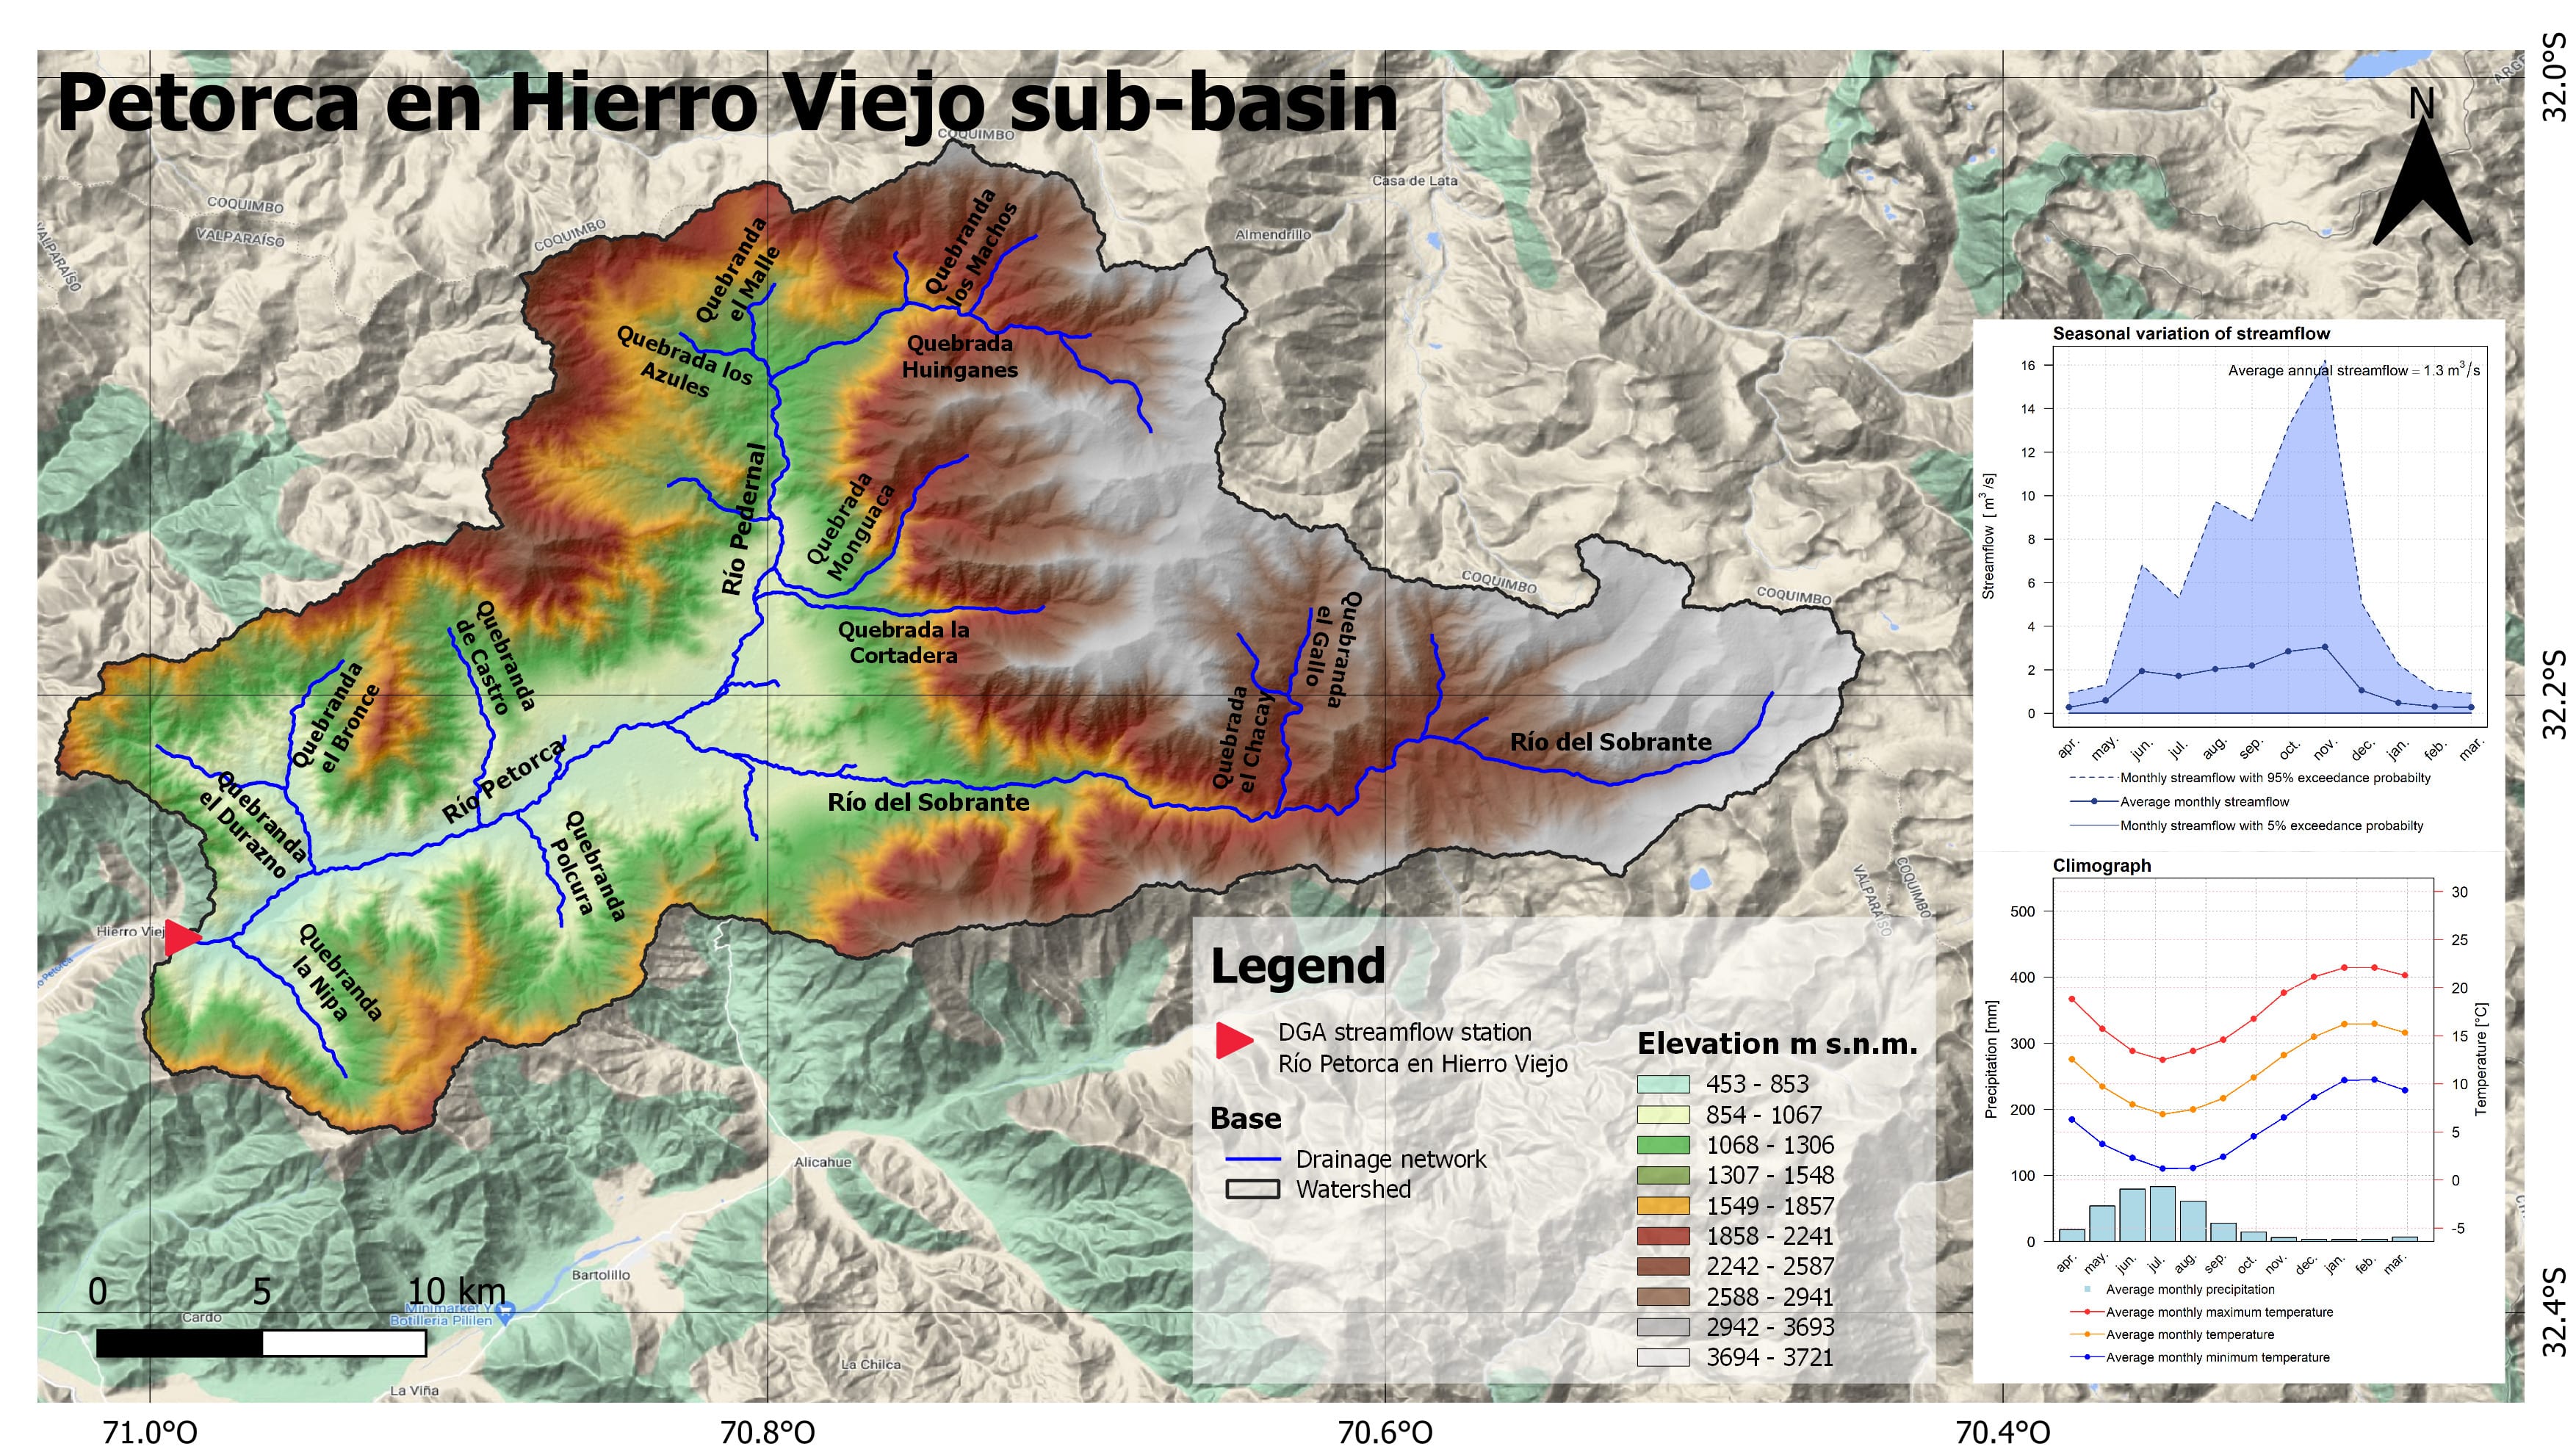 Petorca en Hierro Viejo sub-basin
COQUIMBO
32.0°S
N
Casa de Lata
COQUIMBO
VALPARAÍSO
COQUIMBO
Almendrillo
VALPARAÍSO
Quebranda
el Malle
Quebranda
los Machos
Quebrada los
Azules
Quebrada
Huinganes
Río Pedernal
Quebrada
Monguaca
Quebrada la
Cortadera
Quebranda
de Castro
Quebranda
el Bronce
Quebranda
el Durazno
Río Petorca
Quebranda
Polcura
Quebranda
la Nipa
Río del Sobrante
Quebrada
el Chacay
Quebranda
el Gallo
Río del Sobrante
COQUIMBO
COQUIMBO
VALPARAÍSO
COQUIMBO
32.2°S
Hierro Viej
Petorca
Alicahue
Bartolillo
Minimarket Y
Botilleria Pililen
Cardo
La Chilca
La Viña
0 5 10 km
Legend
DGA streamflow station
Río Petorca en Hierro Viejo
Base
Drainage network
Watershed
Elevation m s.n.m.
453 - 853
854 - 1067
1068 - 1306
1307 - 1548
1549 - 1857
1858 - 2241
2242 - 2587
2588 - 2941
2942 - 3693
3694 - 3721
Seasonal variation of streamflow
Average annual streamflow = 1.3 m³/s
Streamflow [ m³ /s]
16
14
12
10
8
6
4
2
0
apr. may. jun. jul. aug. sep. oct. nov. dec. jan. feb. mar.
Monthly streamflow with 95% exceedance probabilty
Average monthly streamflow
Monthly streamflow with 5% exceedance probabilty
Climograph
Precipitation [mm]
500
400
300
200
100
0
Temperature [°C]
30
25
20
15
10
5
0
-5
apr. may. jun. jul. aug. sep. oct. nov. dec. jan. feb. mar.
Average monthly precipitation
Average monthly maximum temperature
Average monthly temperature
Average monthly minimum temperature
32.4°S
71.0°O 70.8°O 70.6°O 70.4°O